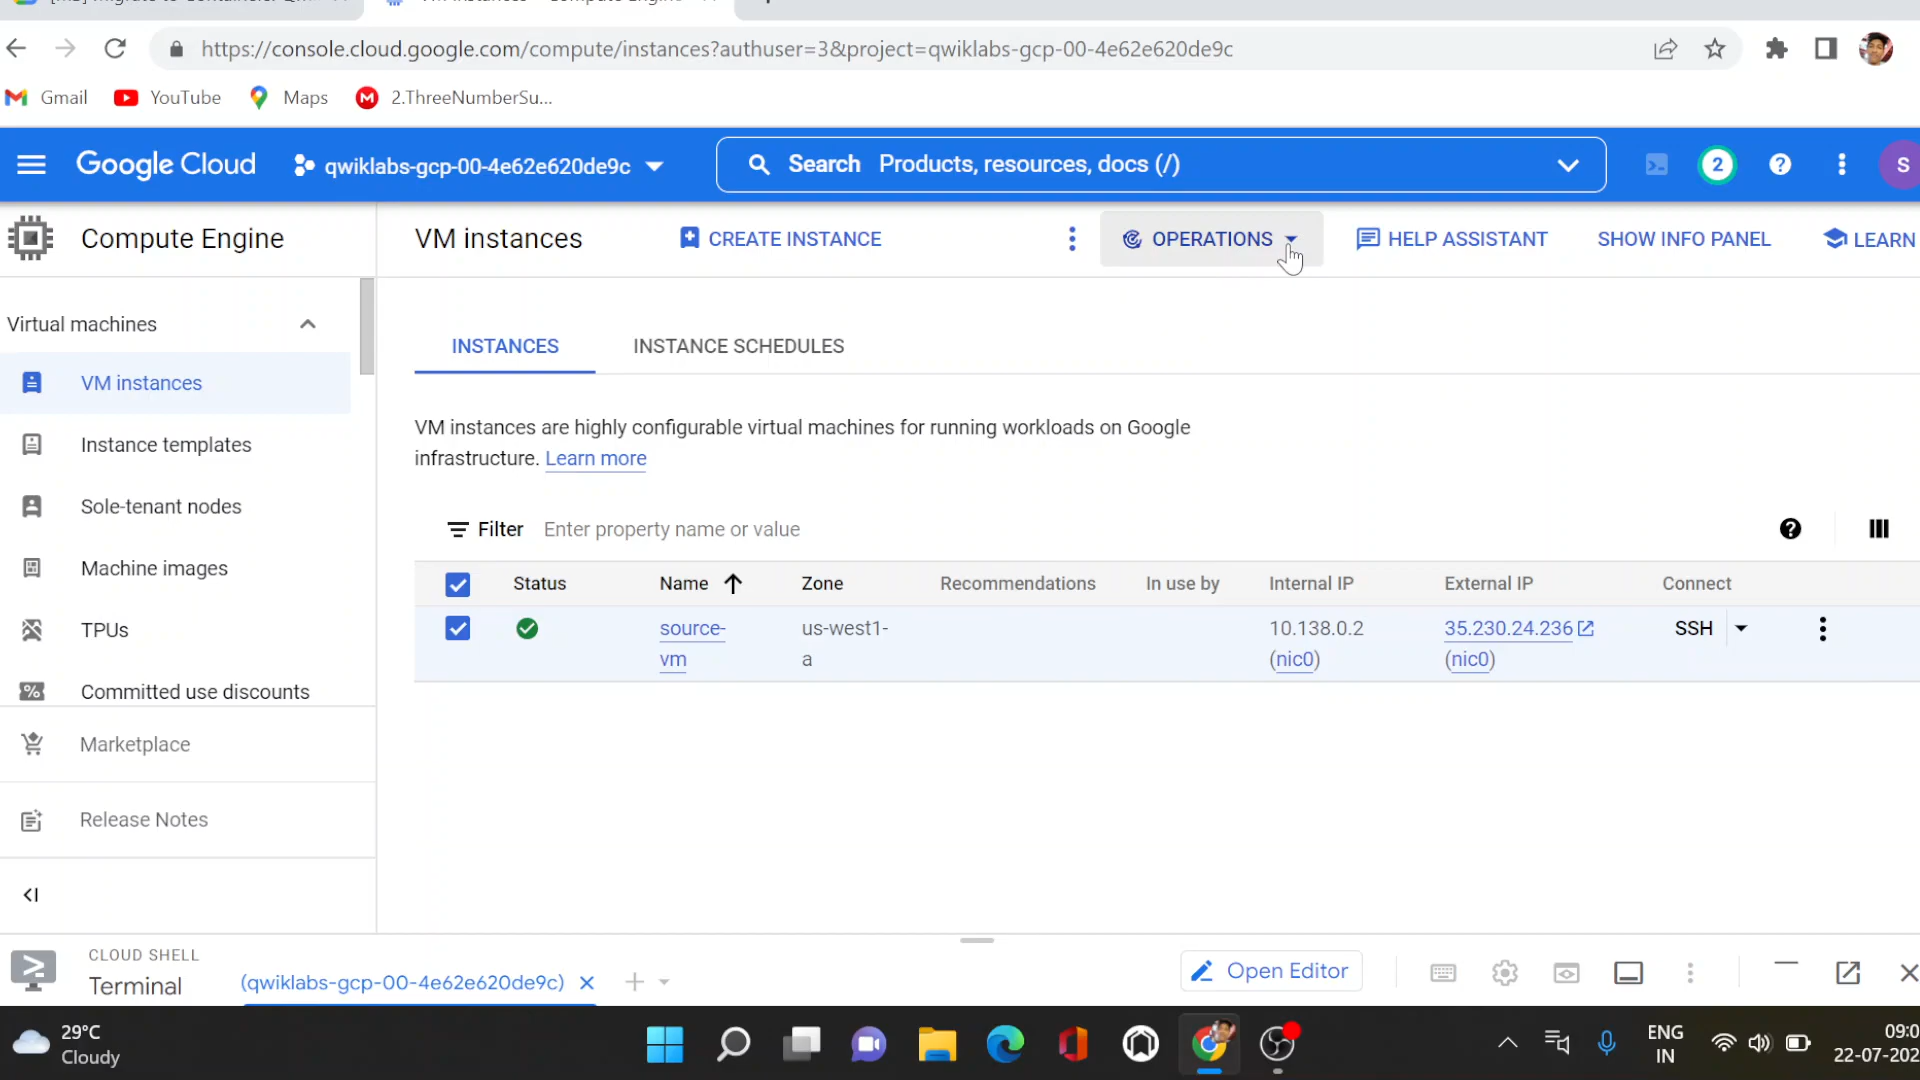 https://console.cloud.google.com/compute/instances?authuser=3&project=qwiklabs-gcp-00-4e62e620de9c
Gmail YouTube Maps 2.ThreeNumberSu...
Google Cloud qwiklabs-gcp-00-4e62e620de9c Search Products, resources, docs (/) 2 S
Compute Engine VM instances CREATE INSTANCE OPERATIONS HELP ASSISTANT SHOW INFO PANEL LEARN
Virtual machines
VM instances
Instance templates
Sole-tenant nodes
Machine images
TPUs
Committed use discounts
Marketplace
Release Notes
INSTANCES INSTANCE SCHEDULES
VM instances are highly configurable virtual machines for running workloads on Google
infrastructure. Learn more
Filter Enter property name or value
Status Name Zone Recommendations In use by Internal IP External IP Connect
source- us-west1- 10.138.0.2 35.230.24.236 SSH
vm a (nic0) (nic0)
CLOUD SHELL
Terminal (qwiklabs-gcp-00-4e62e620de9c) Open Editor
29°C
Cloudy
ENG
IN
09:0
22-07-202